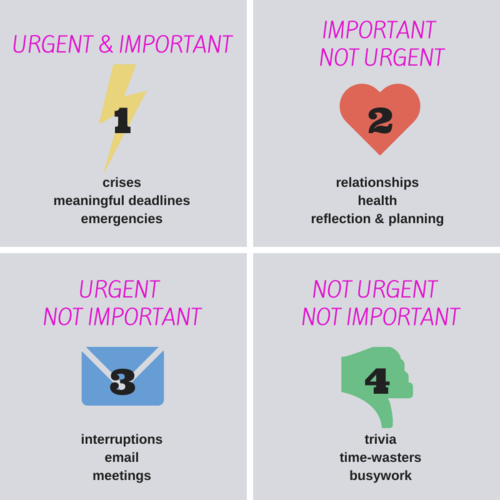 URGENT & IMPORTANT
1
crises
meaningful deadlines
emergencies
IMPORTANT
NOT URGENT
2
relationships
health
reflection & planning
URGENT
NOT IMPORTANT
3
interruptions
email
meetings
NOT URGENT
NOT IMPORTANT
4
trivia
time-wasters
busywork